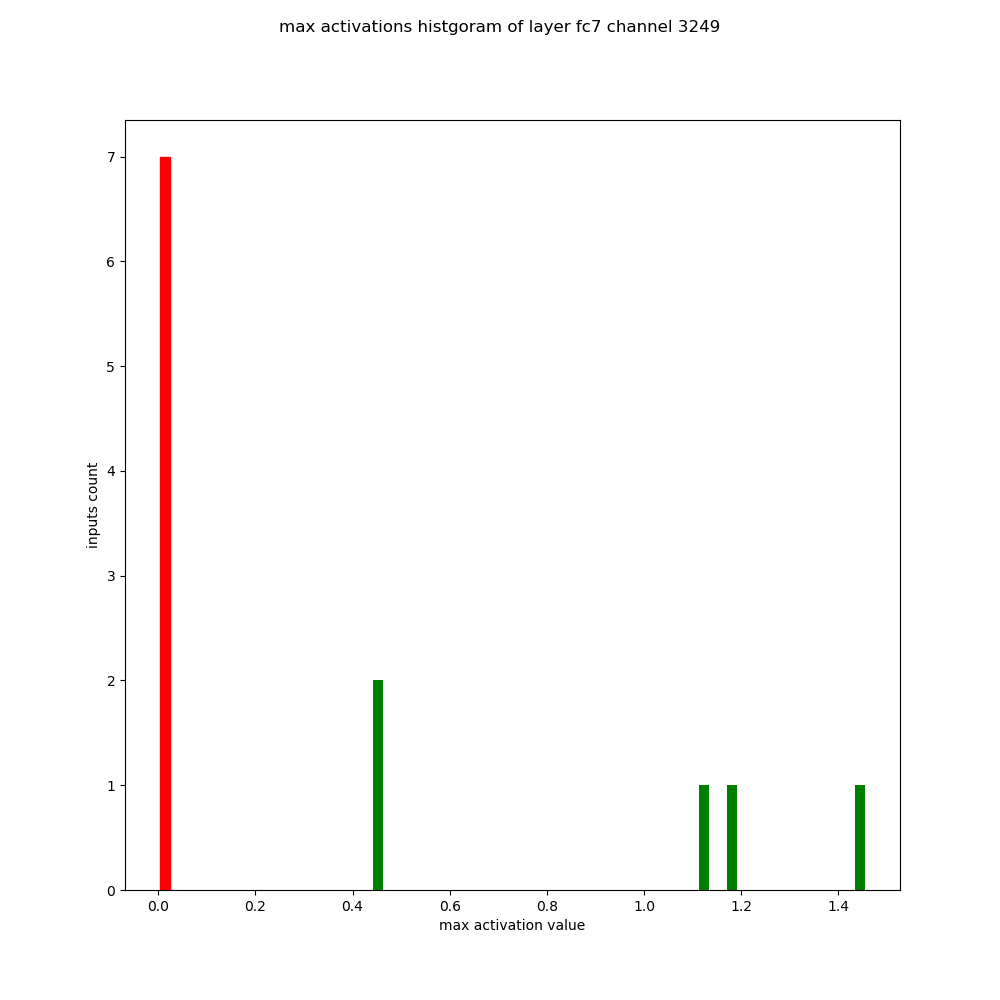 max activations histgoram of layer fc7 channel 3249
7
6
5
4
3
2
1
0
inputs count
0.0 0.2 0.4 0.6 0.8 1.0 1.2 1.4
max activation value